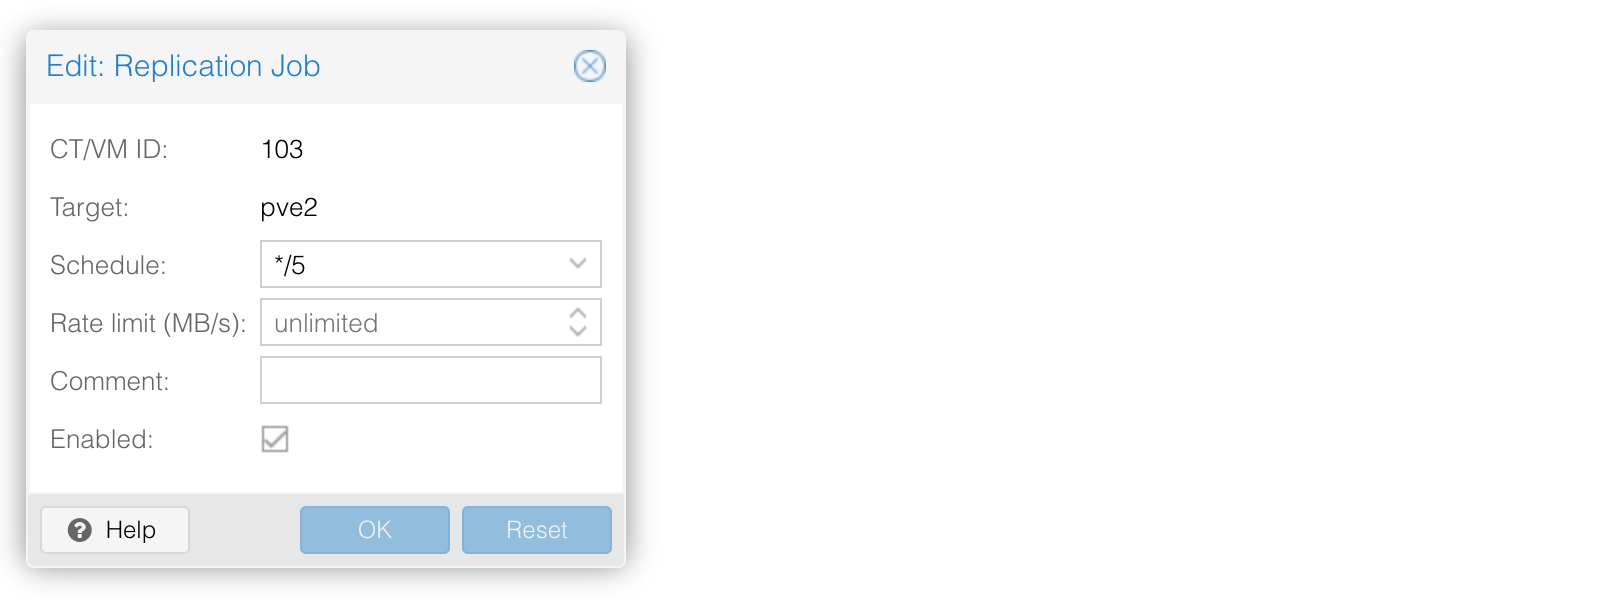 Edit: Replication Job
CT/VM ID: 103
Target: pve2
Schedule: */5
Rate limit (MB/s): unlimited
Comment:
Enabled:
Help OK Reset